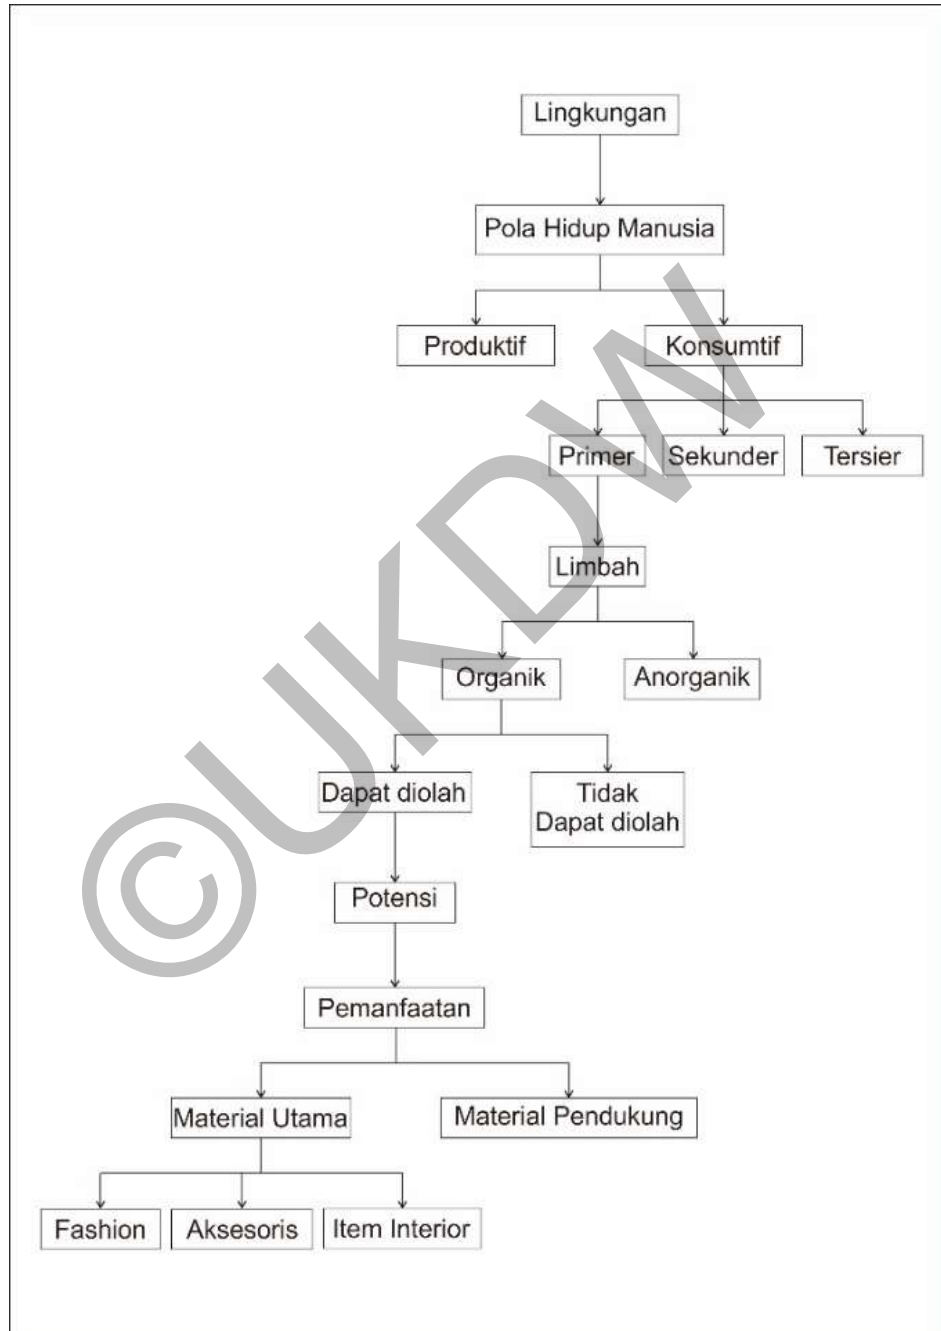 Lingkungan
Pola Hidup Manusia
Produktif
Konsumtif
Primer
Sekunder
Tersier
Limbah
Organik
Anorganik
Dapat diolah
Tidak
Dapat diolah
Potensi
Pemanfaatan
Material Utama
Material Pendukung
Fashion
Aksesoris
Item Interior
©UKDW